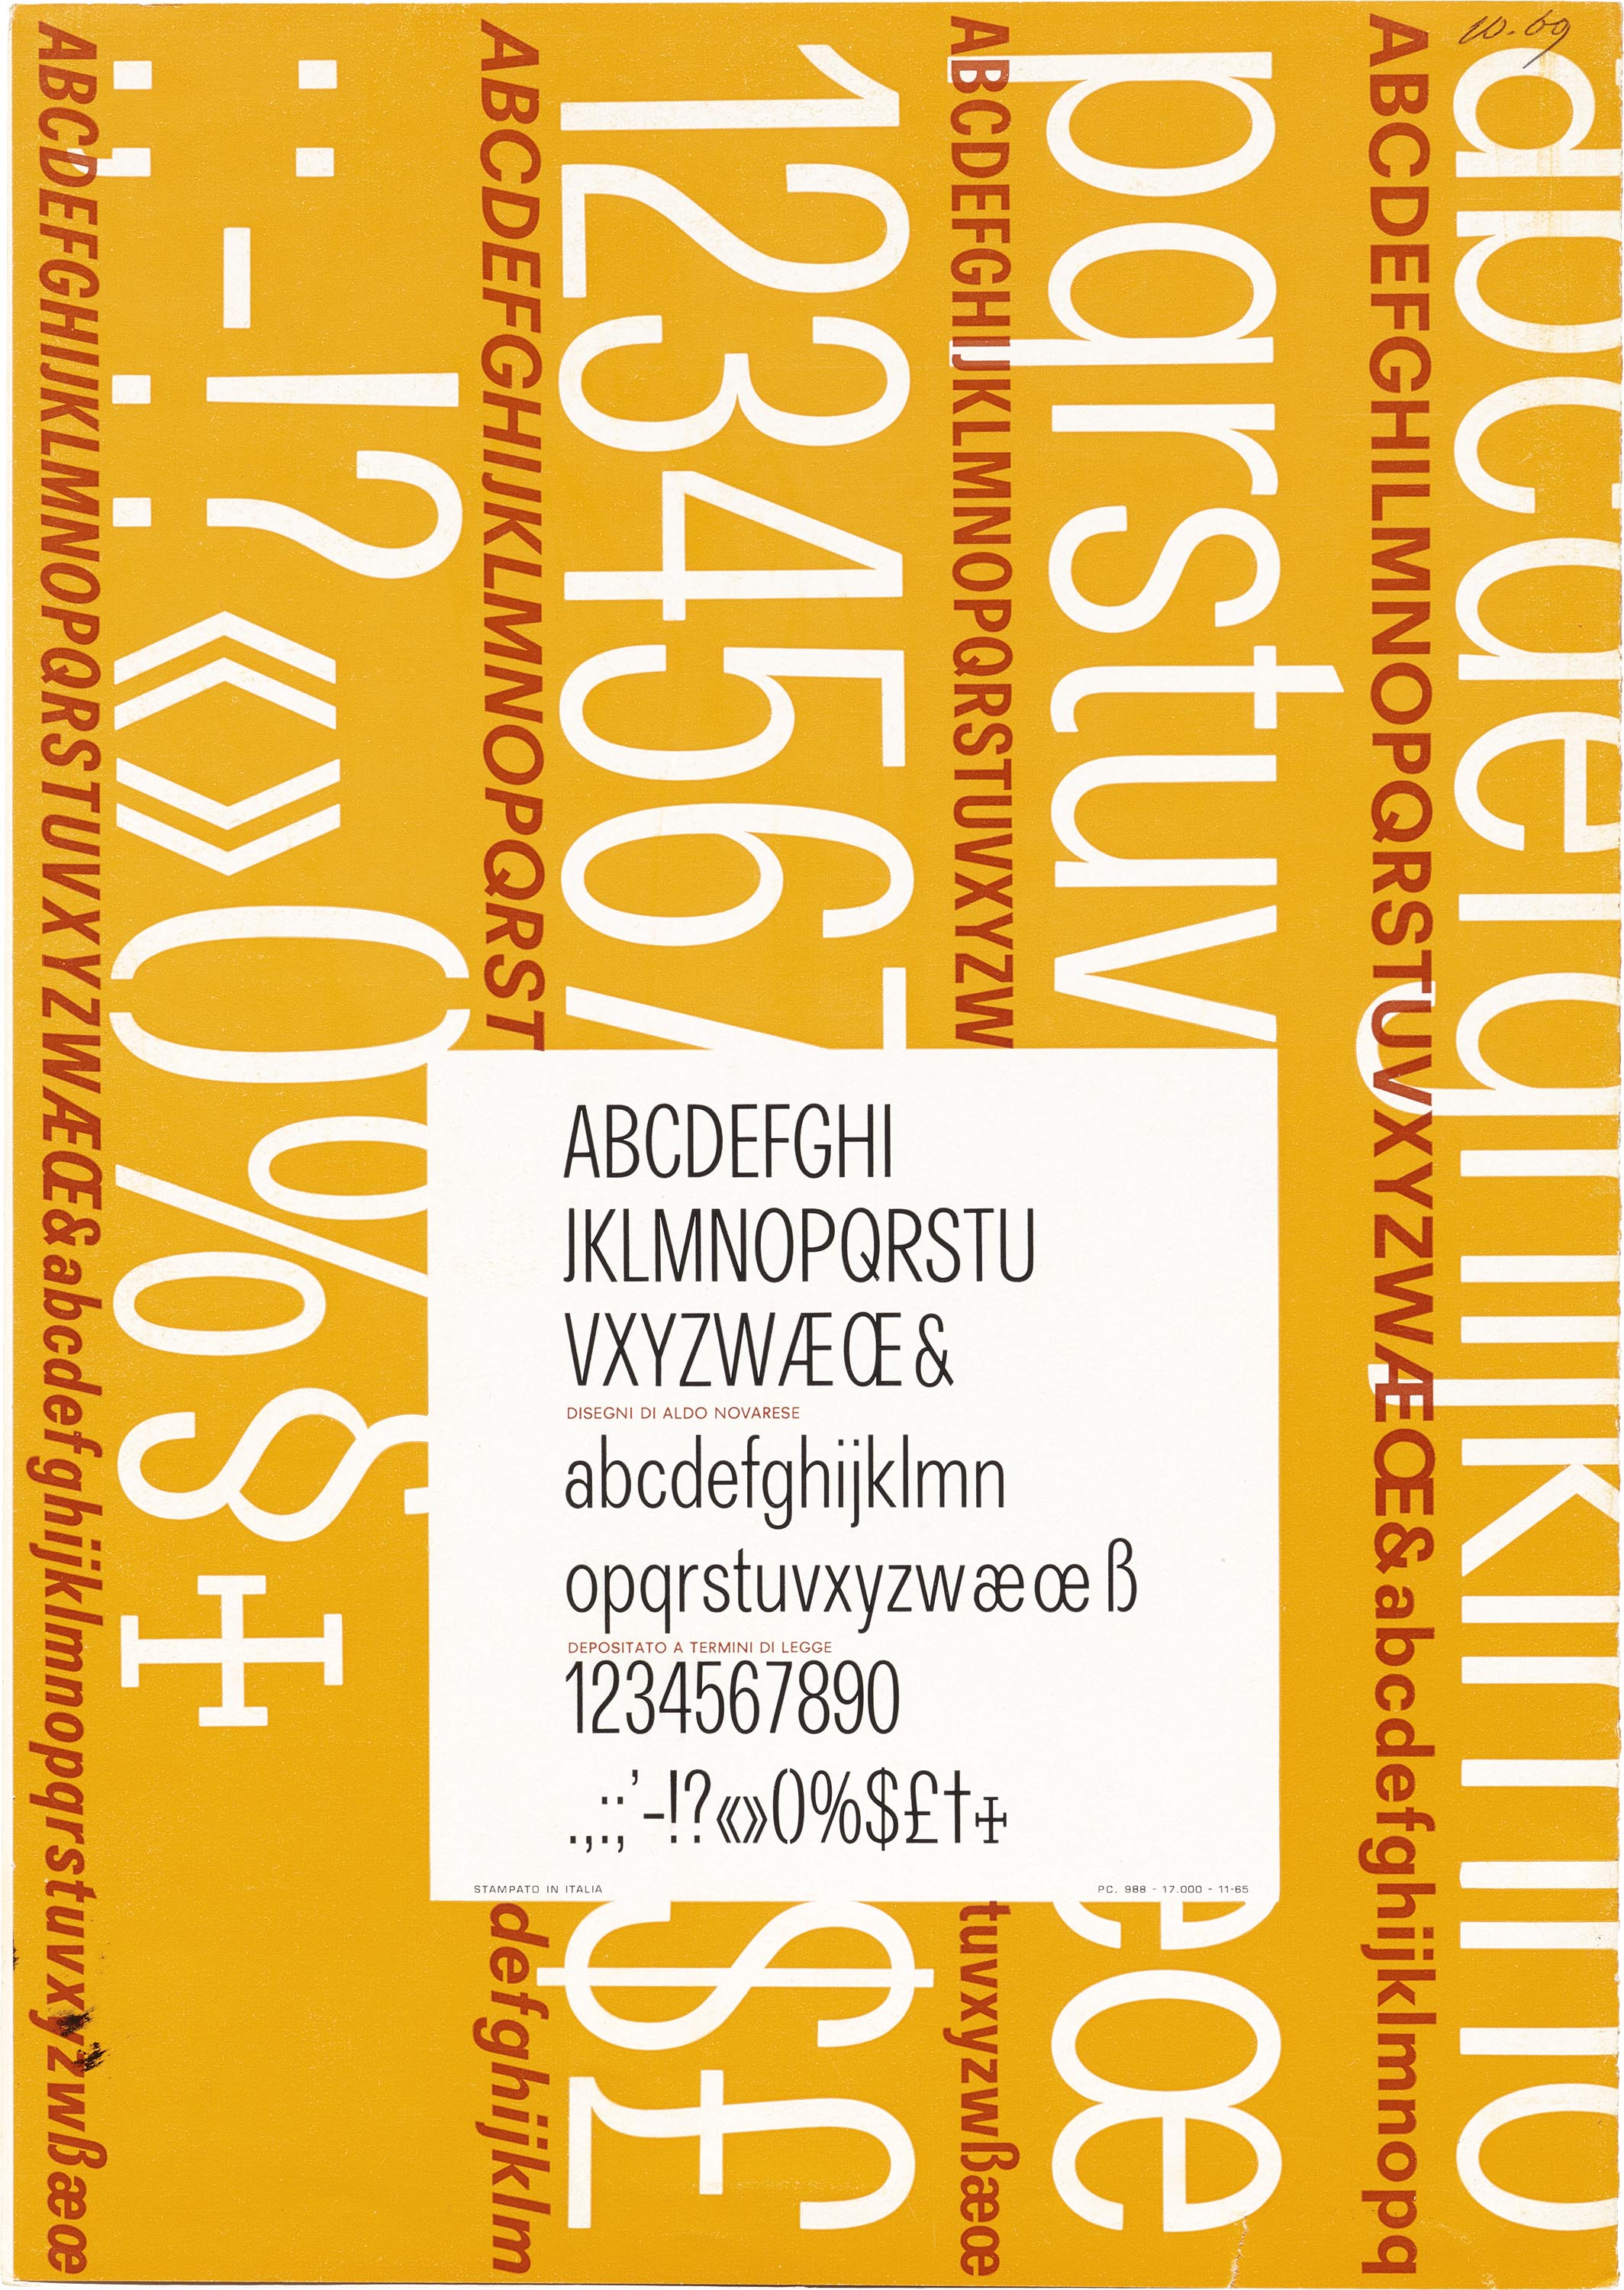 10.69
abcdefghijklmno
ABCDEFGHILMNOPQRSTUVXYZWÆŒ&abcdefghijklmnopq
pqrstuv œ
ABCDEFGHIJKLMNOPQRSTUVXYZW tuvxyzwßæœ
1234567 $£
ABCDEFGHIJKLMNOPQRST defghijklm
:;-!?«»()%§‡
ABCDEFGHIJKLMNOPQRSTUVXYZWÆŒ&abcdefghijklmnopqrstuvxyzwßæœ
ABCDEFGHI
JKLMNOPQRSTU
VXYZWÆŒ&
DISEGNI DI ALDO NOVARESE
abcdefghijklmn
opqrstuvxyzwæœß
DEPOSITATO A TERMINI DI LEGGE
1234567890
.,:;’-!?«»()%$£†‡
STAMPATO IN ITALIA
PC. 988 - 17.000 - 11-65